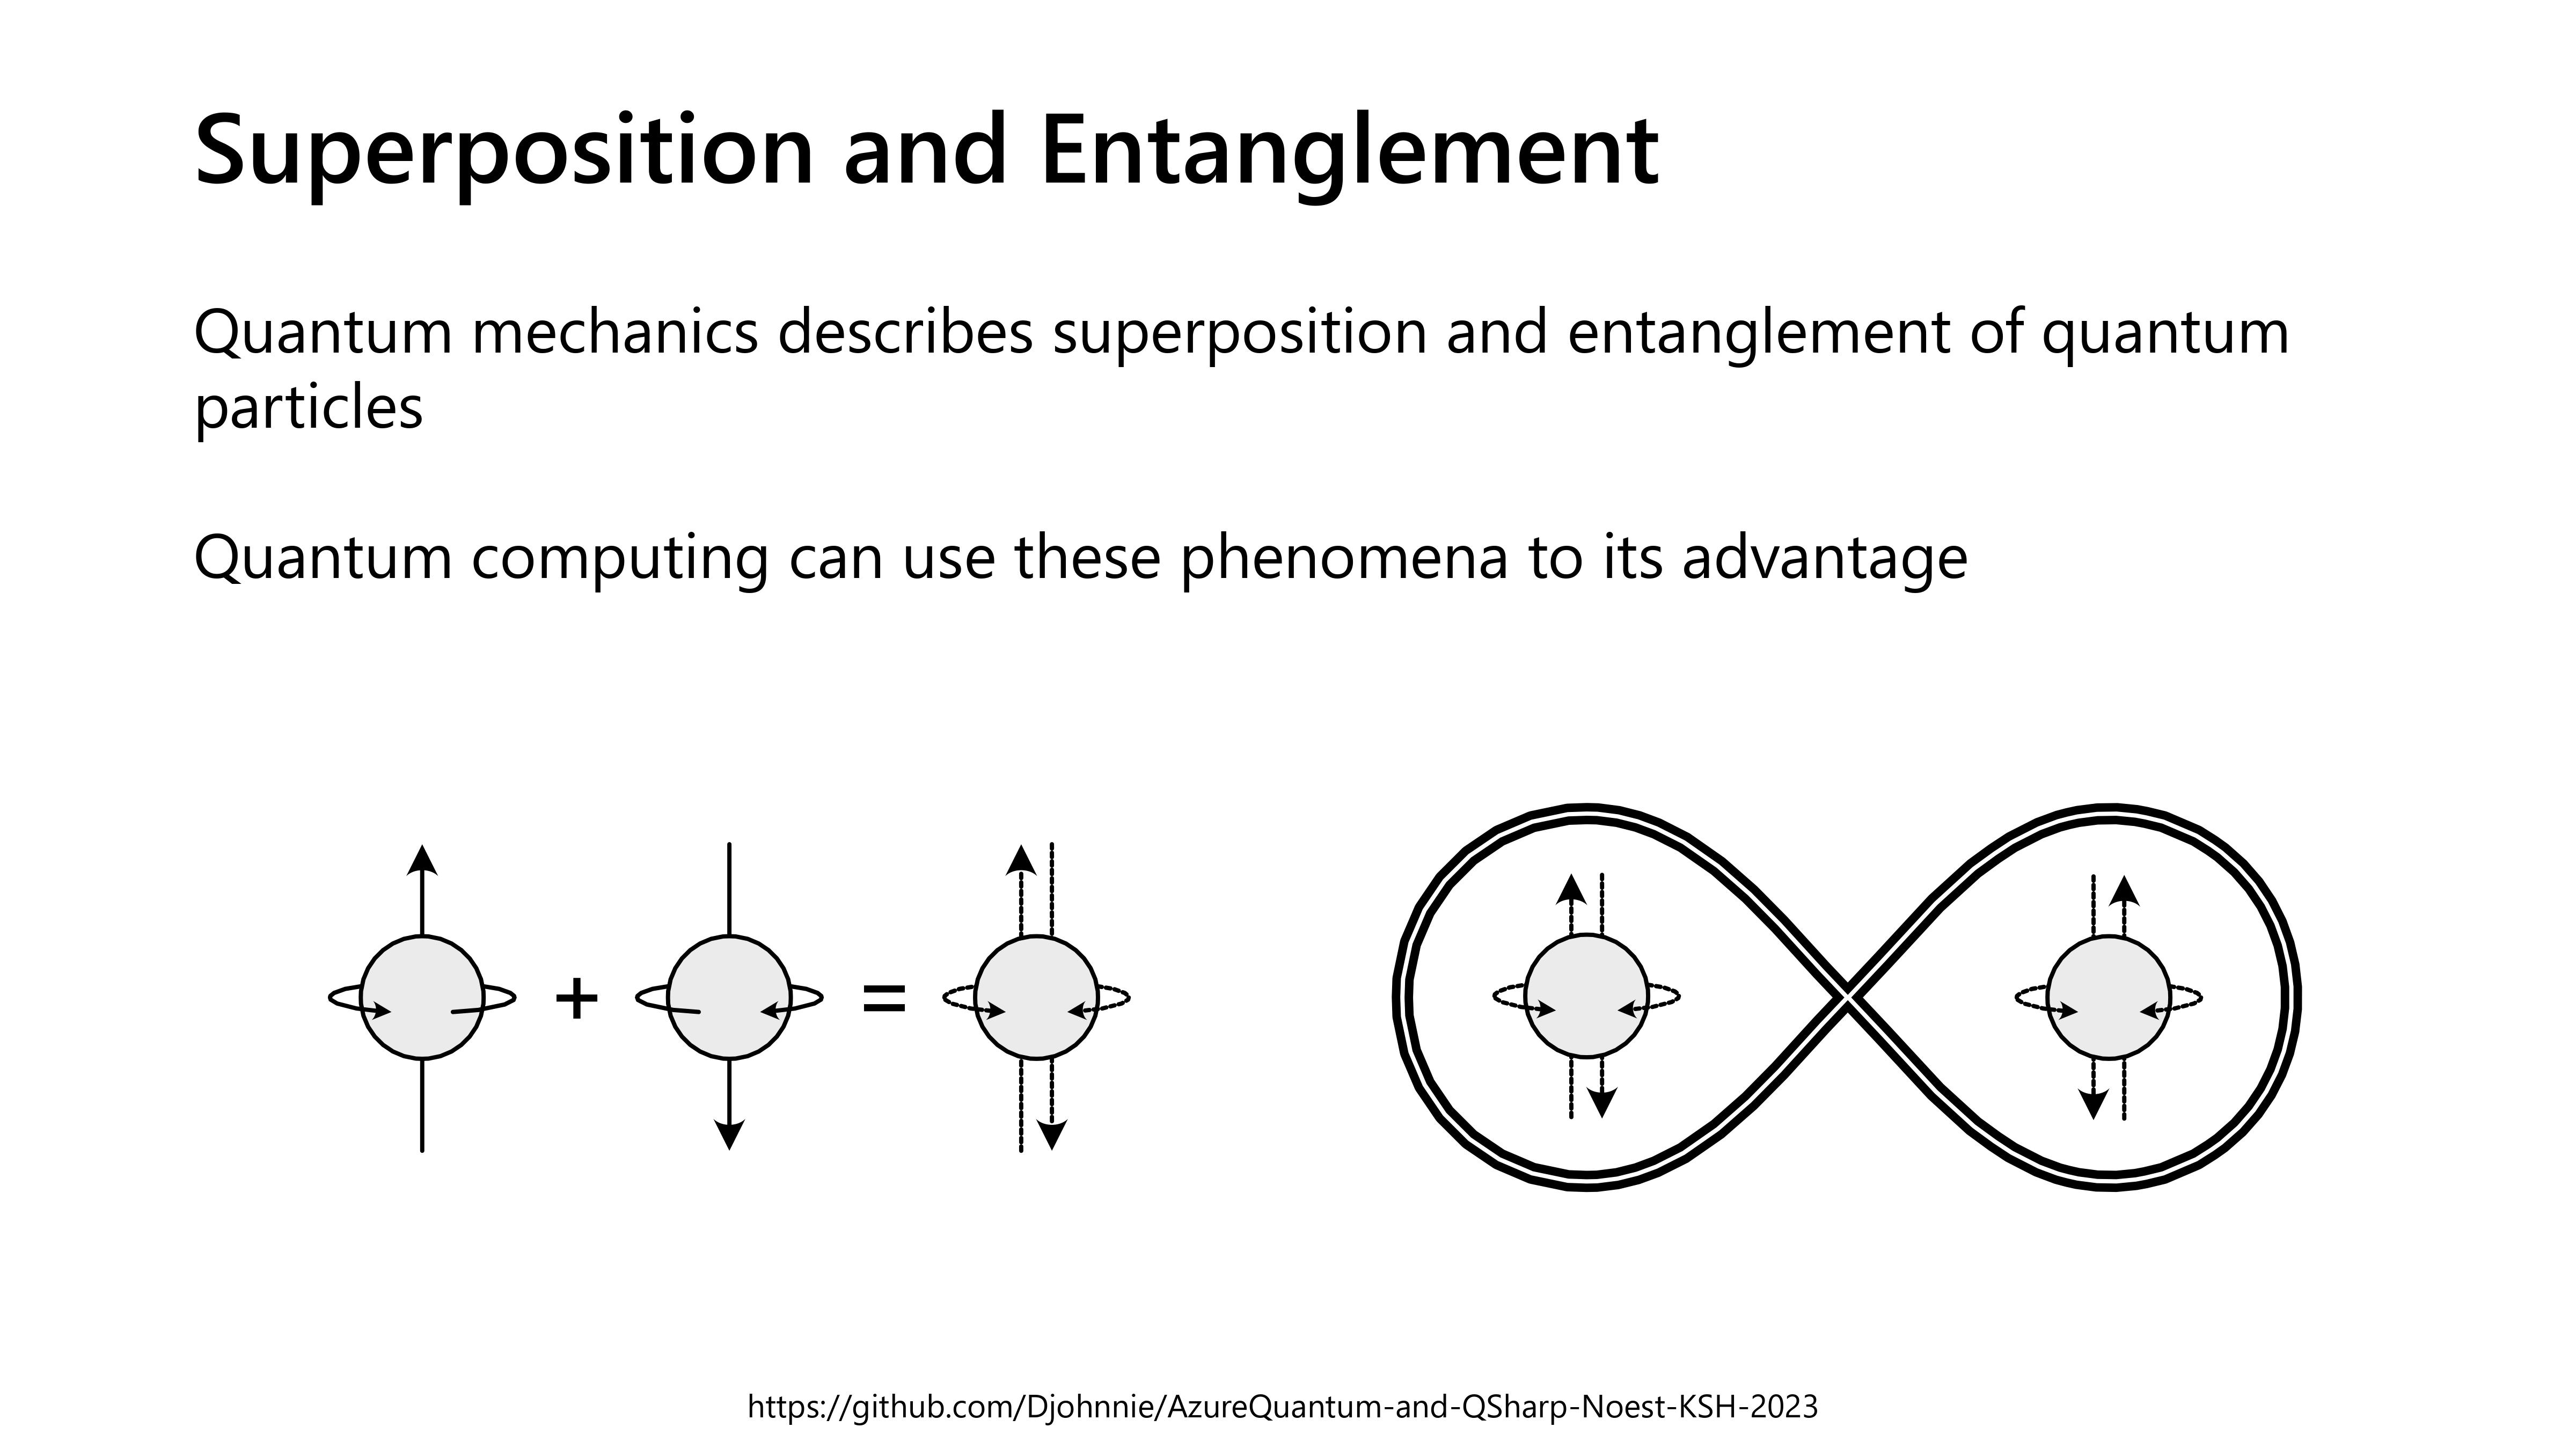 Superposition and Entanglement
Quantum mechanics describes superposition and entanglement of quantum
particles
Quantum computing can use these phenomena to its advantage
+ =
https://github.com/Djohnnie/AzureQuantum-and-QSharp-Noest-KSH-2023